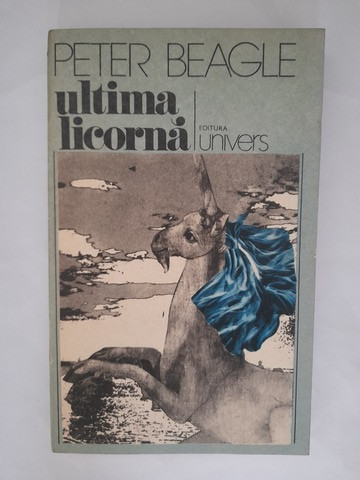 PETER BEAGLE
ultima
licornă
EDITURA
univers